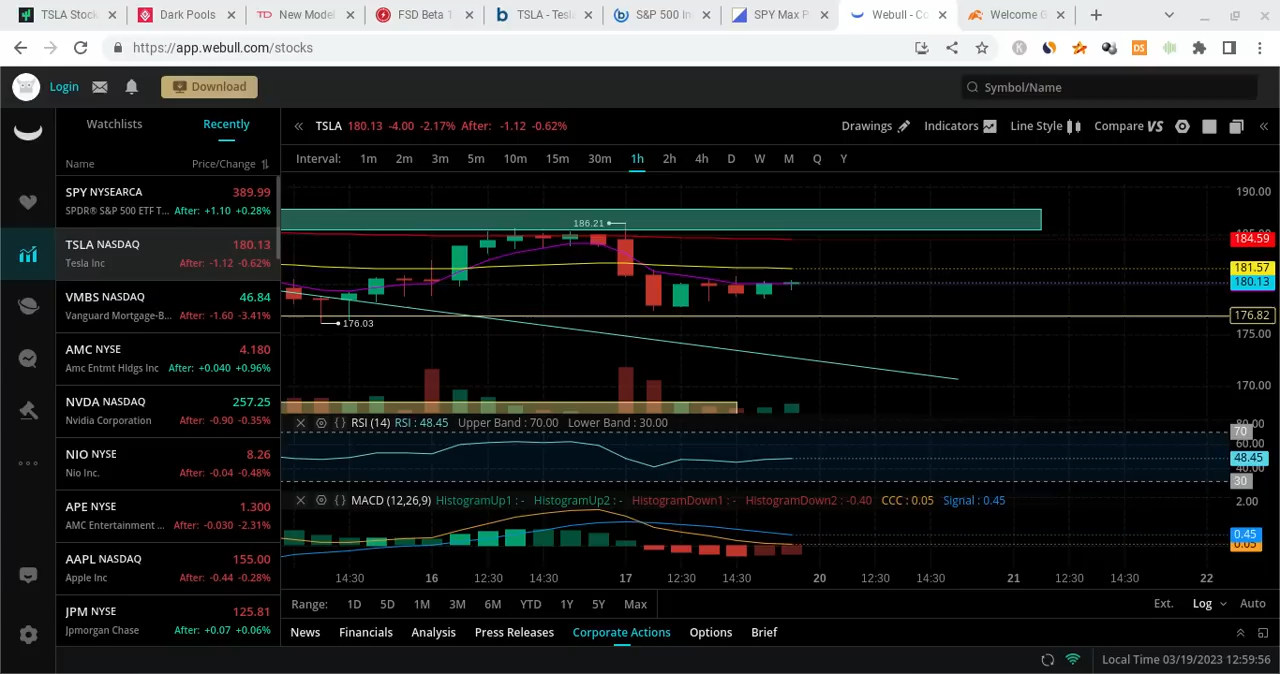 TSLA Stock
Dark Pools
New Model
FSD Beta
TSLA - Tesla
S&P 500 In
SPY Max P
Webull - Co
Welcome
https://app.webull.com/stocks
Login
Download
Symbol/Name
Watchlists
Recently
Name Price/Change
SPY NYSEARCA 389.99
SPDR® S&P 500 ETF T... After: +1.10 +0.28%
TSLA NASDAQ 180.13
Tesla Inc After: -1.12 -0.62%
VMBS NASDAQ 46.84
Vanguard Mortgage-B... After: -1.60 -3.41%
AMC NYSE 4.180
Amc Entmt Hldgs Inc After: +0.040 +0.96%
NVDA NASDAQ 257.25
Nvidia Corporation After: -0.90 -0.35%
NIO NYSE 8.26
Nio Inc. After: -0.04 -0.48%
APE NYSE 1.300
AMC Entertainment ... After: -0.030 -2.31%
AAPL NASDAQ 155.00
Apple Inc After: -0.44 -0.28%
JPM NYSE 125.81
Jpmorgan Chase After: +0.07 +0.06%
TSLA 180.13 -4.00 -2.17% After: -1.12 -0.62%
Drawings Indicators Line Style Compare VS
Interval: 1m 2m 3m 5m 10m 15m 30m 1h 2h 4h D W M Q Y
190.00
186.21
184.59
181.57
180.13
176.82
176.03
175.00
170.00
RSI (14) RSI : 48.45 Upper Band : 70.00 Lower Band : 30.00
80.00
70
60.00
48.45
40.00
30
MACD (12,26,9) HistogramUp1 : - HistogramUp2 : - HistogramDown1 : - HistogramDown2 : -0.40 CCC : 0.05 Signal : 0.45
2.00
0.45
0.05
14:30 16 12:30 14:30 17 12:30 14:30 20 12:30 14:30 21 12:30 14:30 22
Range: 1D 5D 1M 3M 6M YTD 1Y 5Y Max
Ext. Log Auto
News Financials Analysis Press Releases Corporate Actions Options Brief
Local Time 03/19/2023 12:59:56